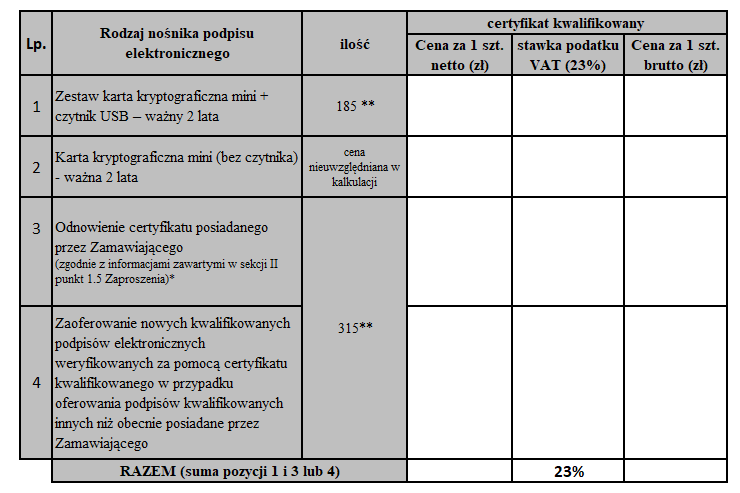 Lp.
Rodzaj nośnika podpisu
elektronicznego
ilość
certyfikat kwalifikowany
Cena za 1 szt.
netto (zł)
stawka podatku
VAT (23%)
Cena za 1 szt.
brutto (zł)
1
Zestaw karta kryptograficzna mini +
czytnik USB – ważny 2 lata
185 **
2
Karta kryptograficzna mini (bez czytnika)
- ważna 2 lata
cena
nieuwzględniana w
kalkulacji
3
Odnowienie certyfikatu posiadanego
przez Zamawiającego
(zgodnie z informacjami zawartymi w sekcji II
punkt 1.5 Zaproszenia)*
315**
4
Zaoferowanie nowych kwalifikowanych
podpisów elektronicznych
weryfikowanych za pomocą certyfikatu
kwalifikowanego w przypadku
oferowania podpisów kwalifikowanych
innych niż obecnie posiadane przez
Zamawiającego
RAZEM (suma pozycji 1 i 3 lub 4)
23%